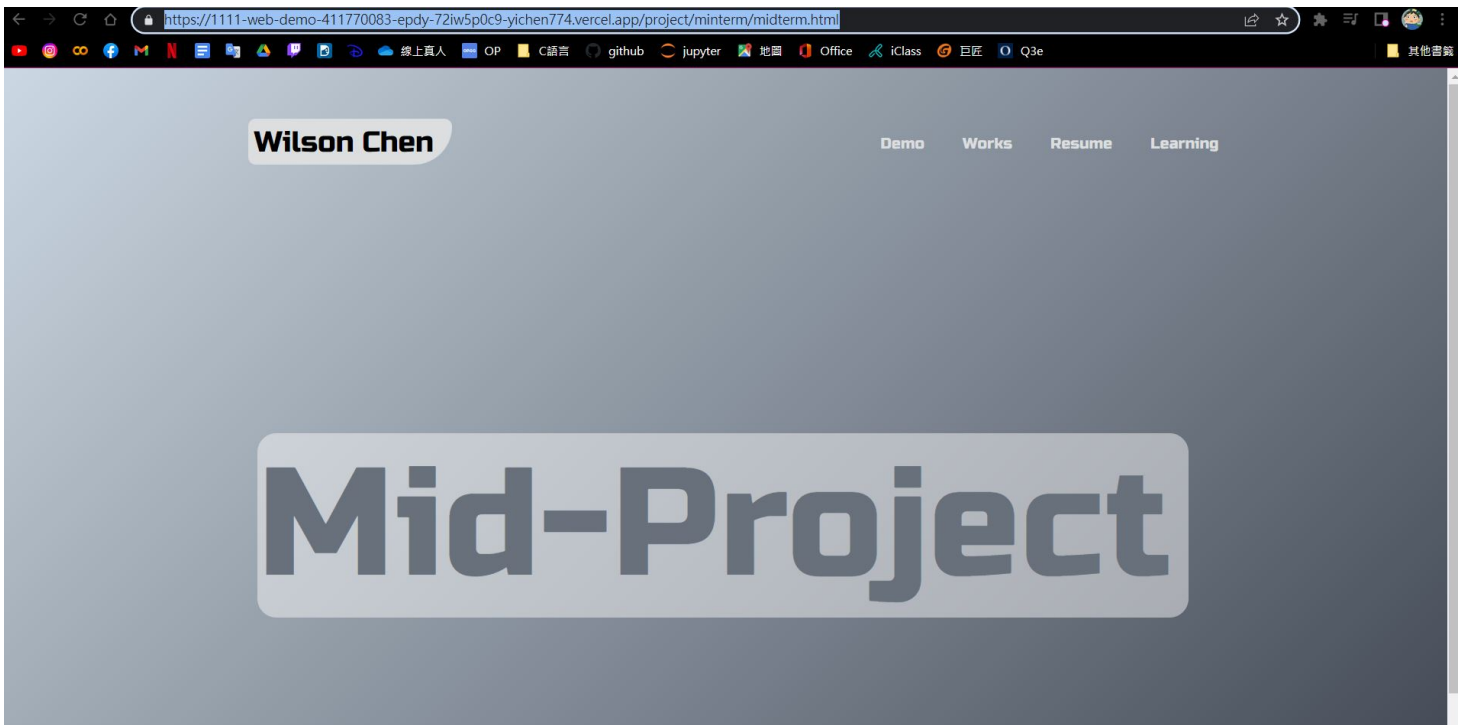 https://1111-web-demo-411770083-epdy-72iw5p0c9-yichen774.vercel.app/project/minterm/midterm.html
線上真人 OP C語言 github jupyter 地圖 Office iClass 巨匠 Q3e 其他書籤
Wilson Chen
Demo Works Resume Learning
Mid-Project